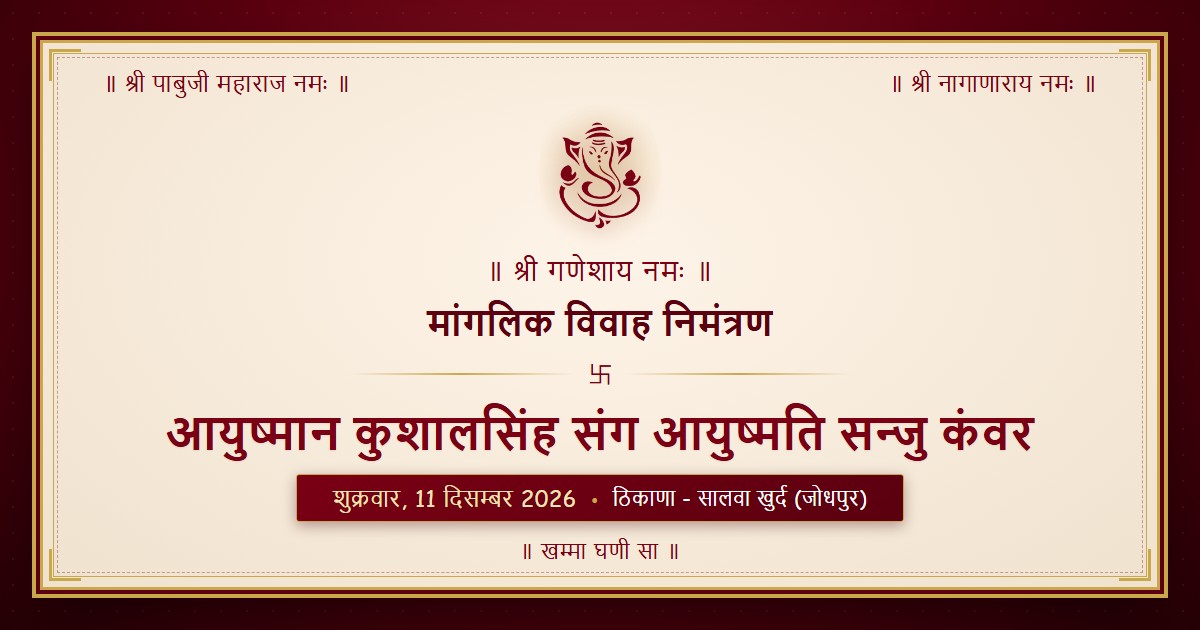 ॥ श्री पाबुजी महाराज नमः ॥
॥ श्री नागाणाराय नमः ॥
॥ श्री गणेशाय नमः ॥
मांगलिक विवाह निमंत्रण
卐
आयुष्मान कुशालसिंह संग आयुष्मति सन्जु कंवर
शुक्रवार, 11 दिसम्बर 2026 • ठिकाणा - सालवा खुर्द (जोधपुर)
॥ खम्मा घणी सा ॥